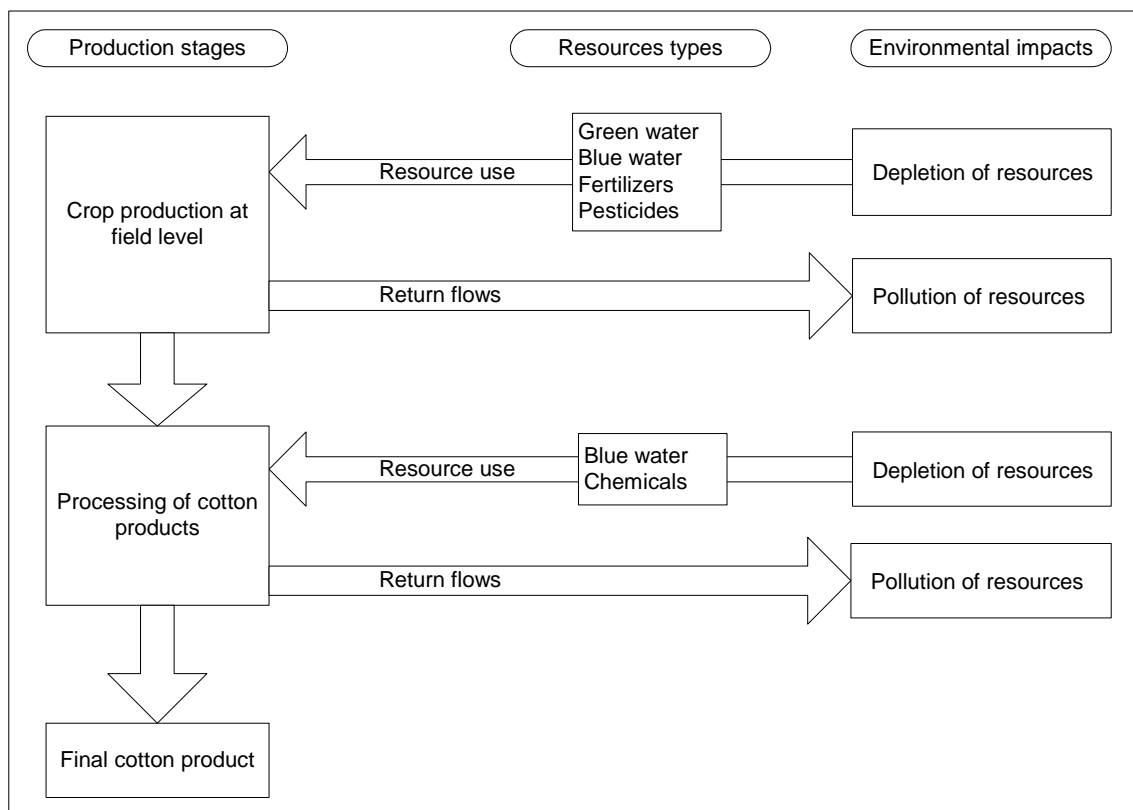 Production stages
Resources types
Environmental impacts
Green water
Blue water
Fertilizers
Pesticides
Resource use
Depletion of resources
Crop production at
field level
Return flows
Pollution of resources
Blue water
Chemicals
Resource use
Depletion of resources
Processing of cotton
products
Return flows
Pollution of resources
Final cotton product